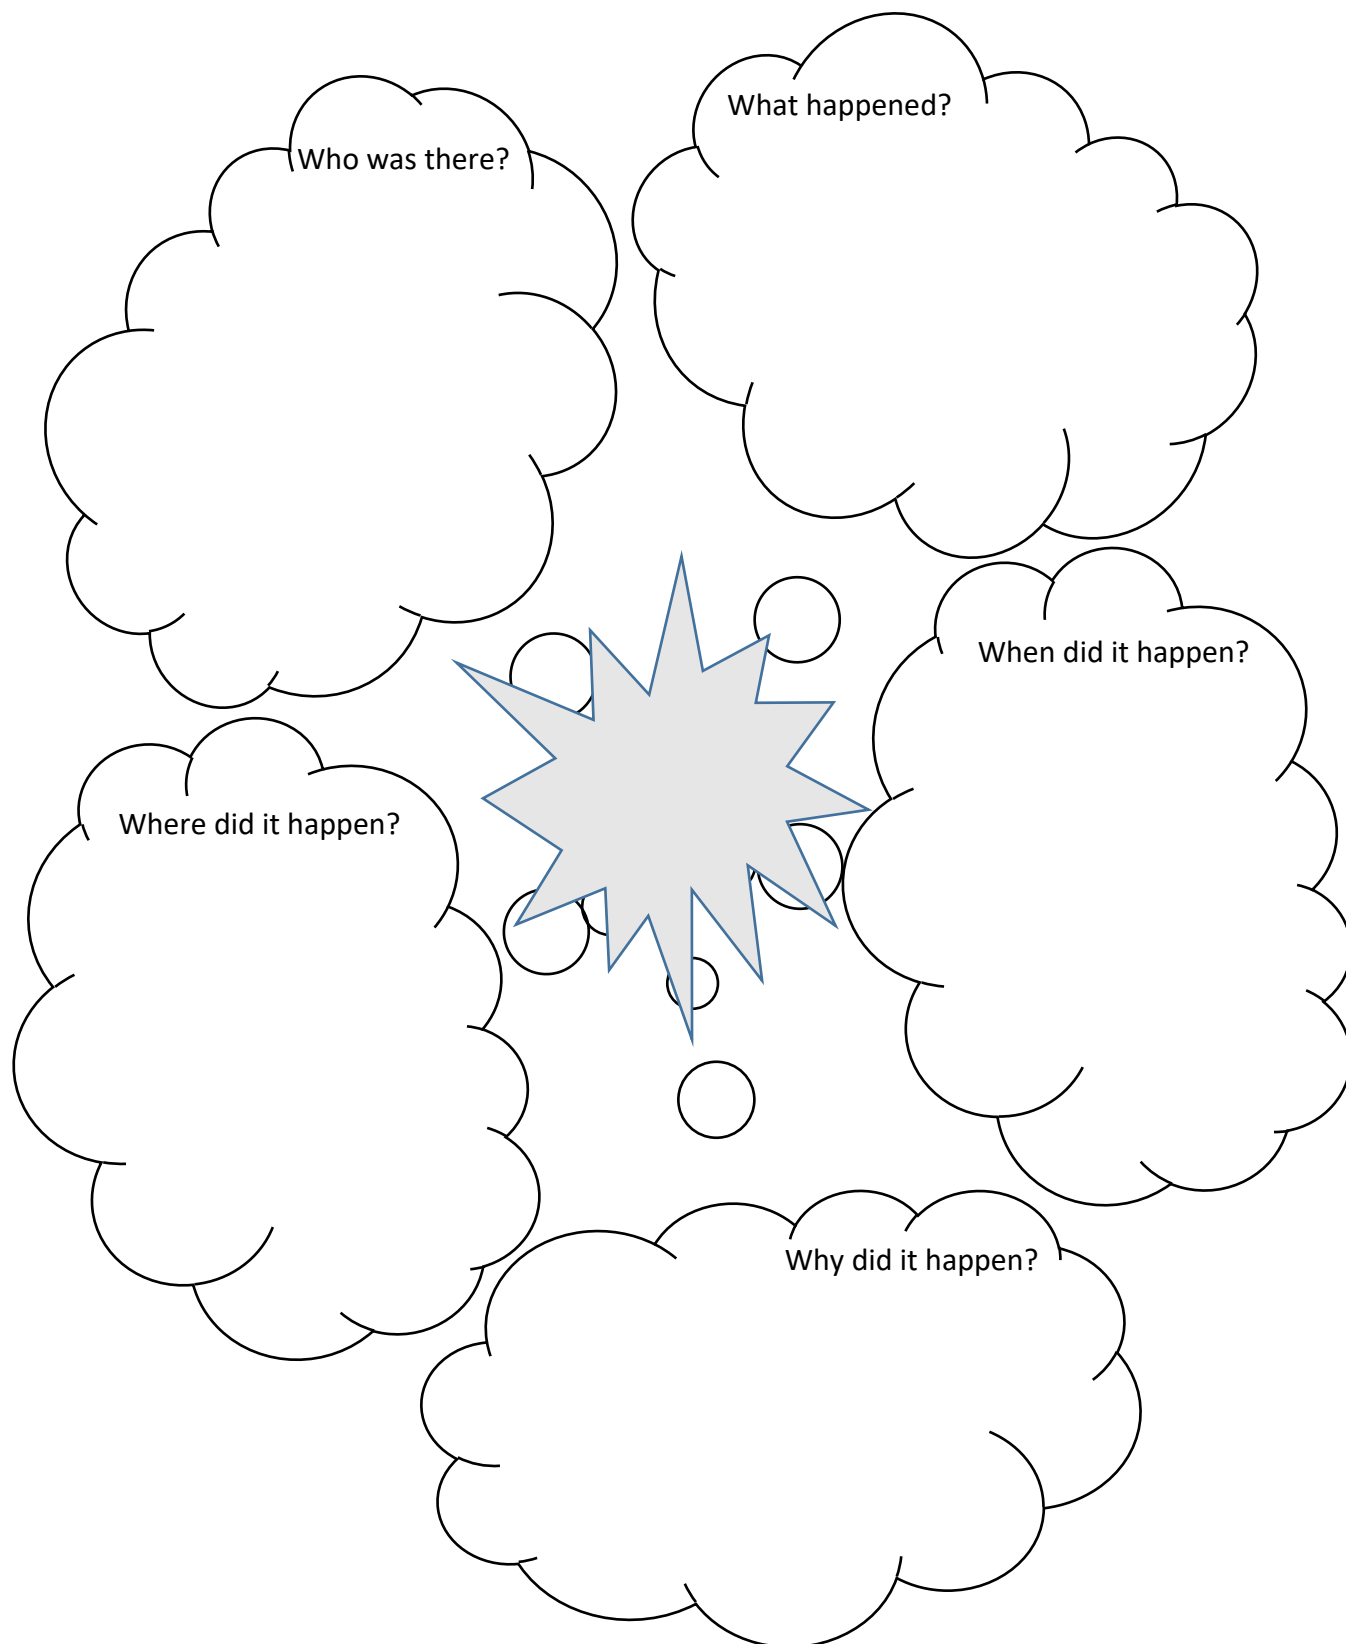 What happened?
Who was there?
When did it happen?
Where did it happen?
Why did it happen?